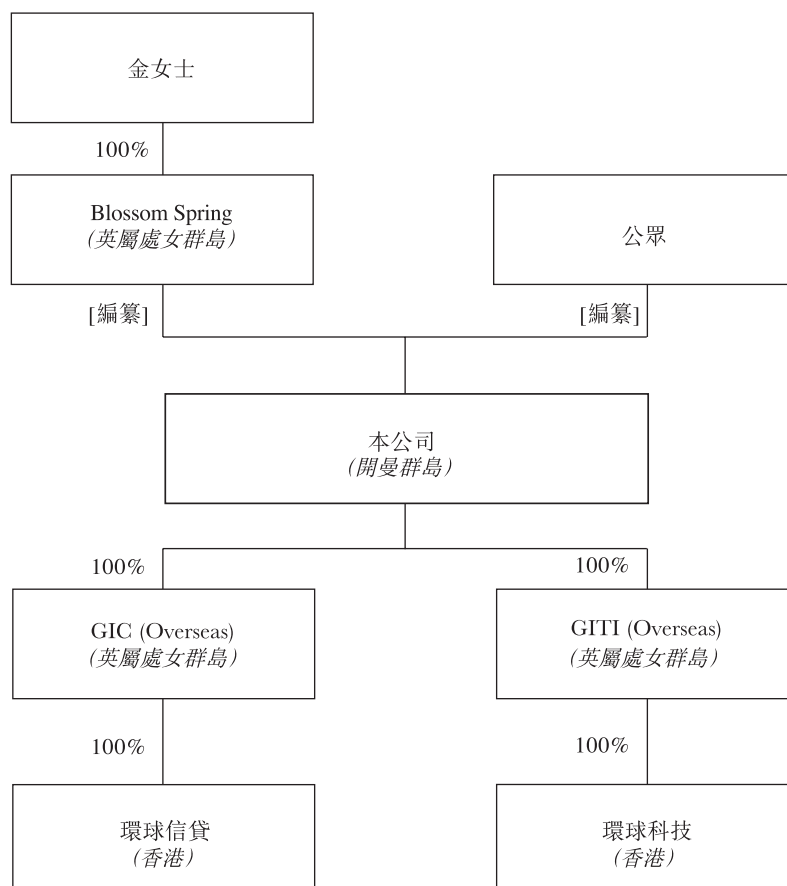 金女士
100%
Blossom Spring
(英屬處女群島)
公眾
[編纂]
[編纂]
本公司
(開曼群島)
100%
100%
GIC (Overseas)
(英屬處女群島)
GITI (Overseas)
(英屬處女群島)
100%
100%
環球信貸
(香港)
環球科技
(香港)